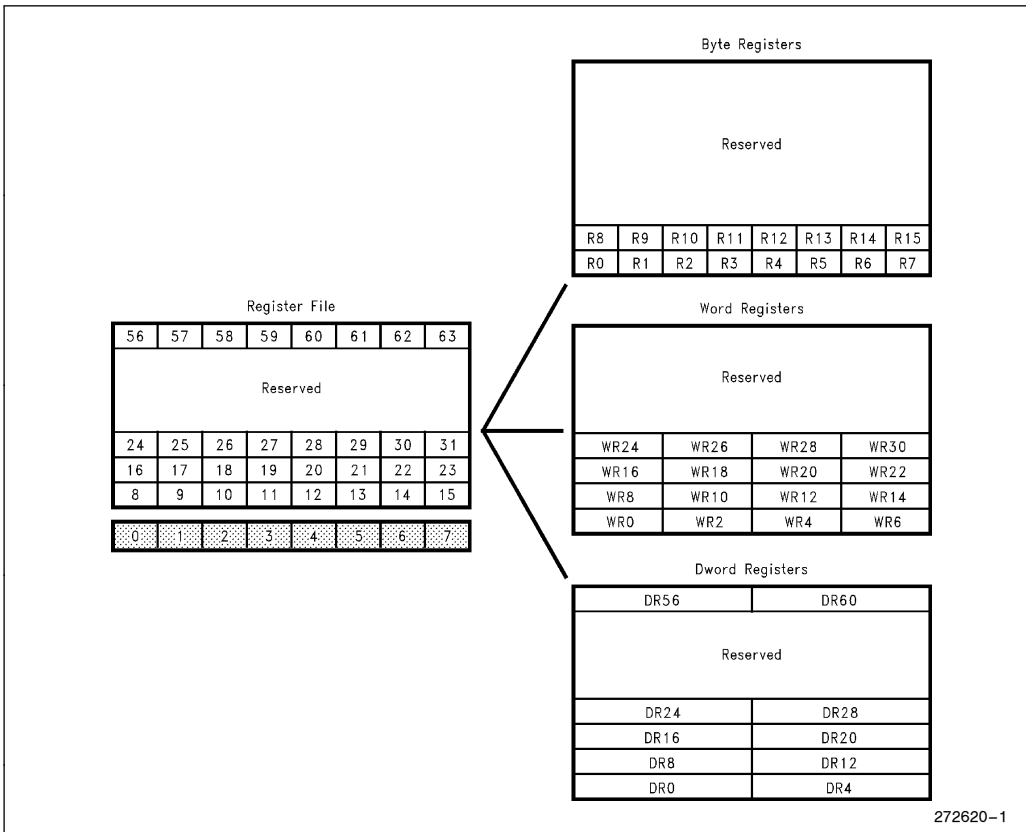 Byte Registers
Reserved
R8 R9 R10 R11 R12 R13 R14 R15
R0 R1 R2 R3 R4 R5 R6 R7
Register File
56 57 58 59 60 61 62 63
Reserved
24 25 26 27 28 29 30 31
16 17 18 19 20 21 22 23
8 9 10 11 12 13 14 15
0 1 2 3 4 5 6 7
Word Registers
Reserved
WR24 WR26 WR28 WR30
WR16 WR18 WR20 WR22
WR8 WR10 WR12 WR14
WR0 WR2 WR4 WR6
Dword Registers
DR56 DR60
Reserved
DR24 DR28
DR16 DR20
DR8 DR12
DR0 DR4
272620–1